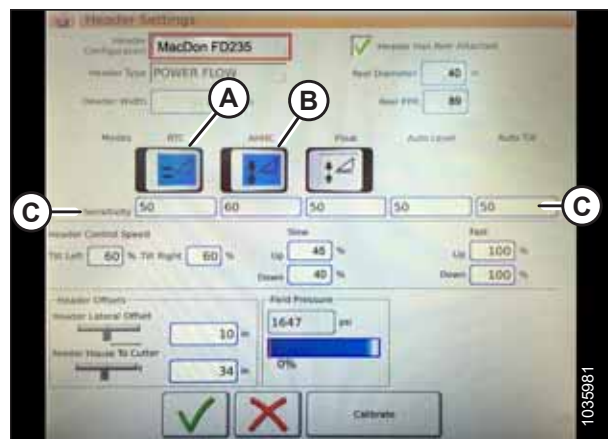 Header Settings
Header Configuration MacDon FD235 Header Has Reel Attached
Header Type POWER FLOW Reel Diameter 40 in
Header Width Reel PPR 89
A B
Modes RTC AHHC Float Auto Level Auto Tilt
C Sensitivity 50 60 50 50 50 C
Header Control Speed Slow Fast
Tilt Left 60 % Tilt Right 60 % Up 45 % Up 100 %
Down 40 % Down 100 %
Header Offsets Field Pressure
Header Lateral Offset 10 in 1647 psi
Feeder House To Cutter 34 in 0%
Calibrate
1035981